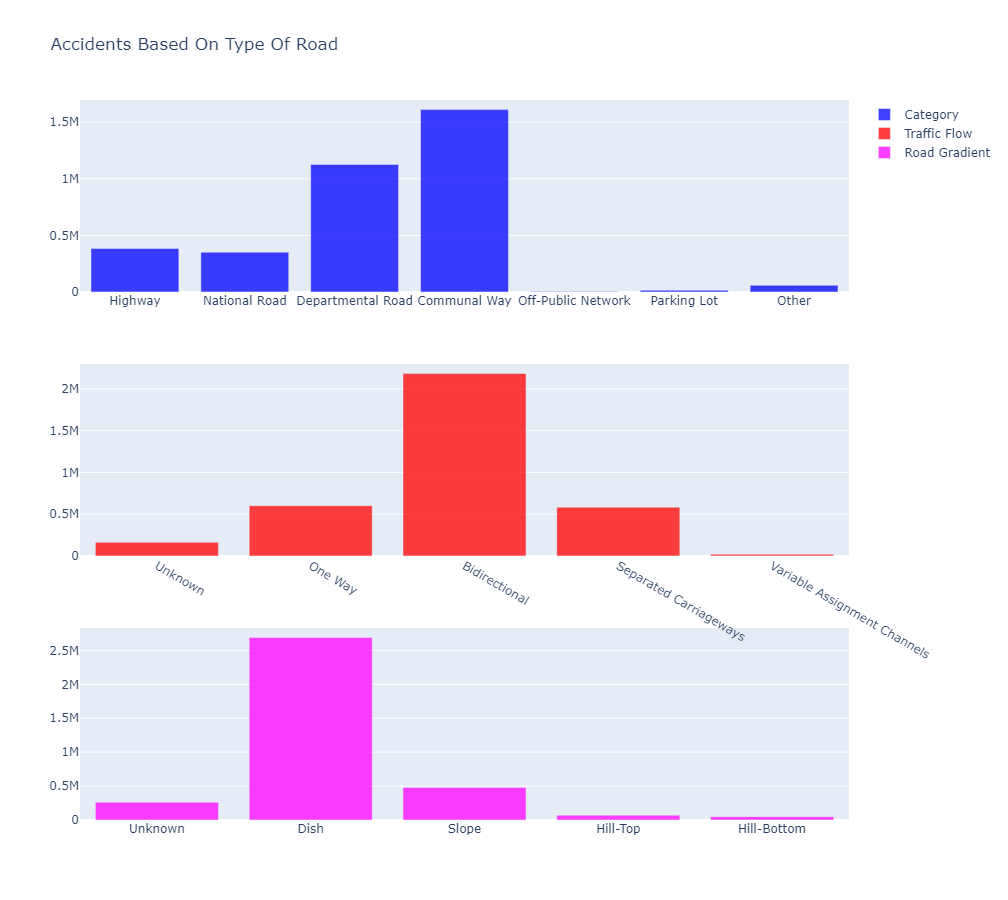 Accidents Based On Type Of Road
Category
Traffic Flow
Road Gradient
1.5M
1M
0.5M
0
Highway National Road Departmental Road Communal Way Off-Public Network Parking Lot Other
2M
1.5M
1M
0.5M
0
Unknown
One Way
Bidirectional
Separated Carriageways
Variable Assignment Channels
2.5M
2M
1.5M
1M
0.5M
0
Unknown Dish Slope Hill-Top Hill-Bottom